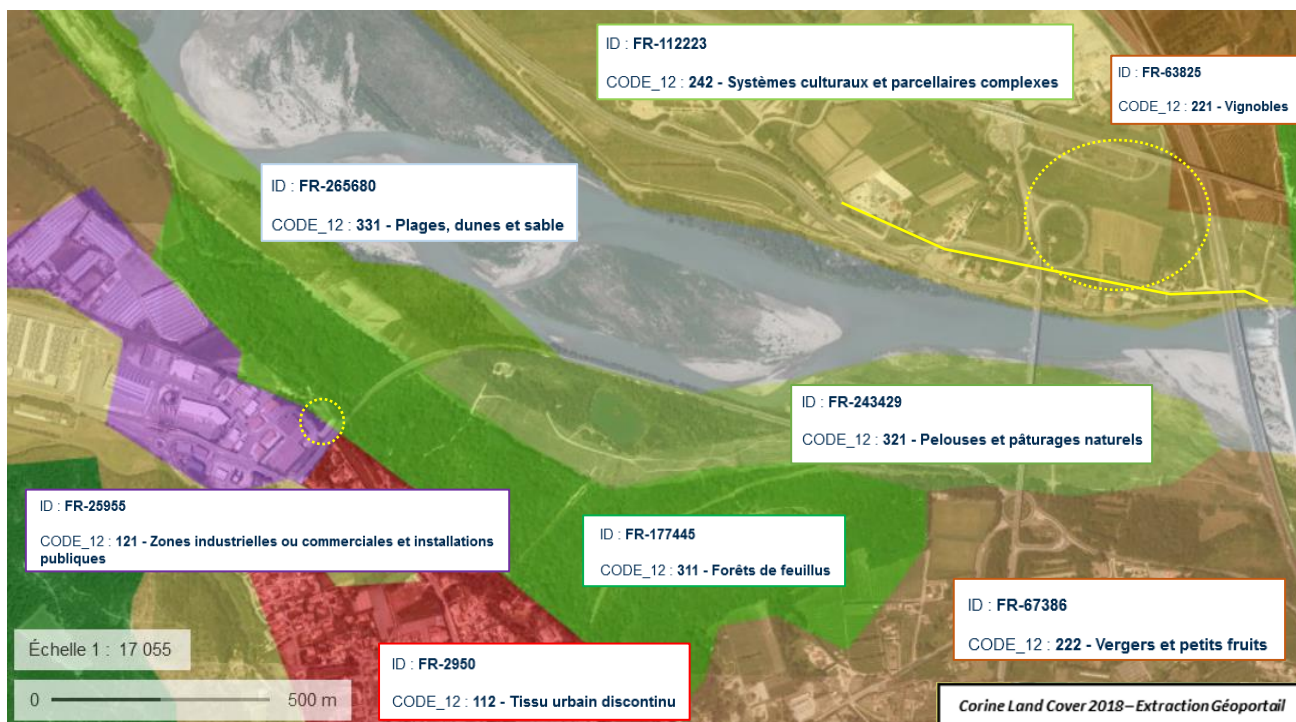 ID : FR-112223
CODE_12 : 242 - Systèmes culturaux et parcellaires complexes
ID : FR-63825
CODE_12 : 221 - Vignobles
ID : FR-265680
CODE_12 : 331 - Plages, dunes et sable
ID : FR-243429
CODE_12 : 321 - Pelouses et pâturages naturels
ID : FR-25955
CODE_12 : 121 - Zones industrielles ou commerciales et installations
publiques
ID : FR-177445
CODE_12 : 311 - Forêts de feuillus
ID : FR-67386
CODE_12 : 222 - Vergers et petits fruits
ID : FR-2950
CODE_12 : 112 - Tissu urbain discontinu
Échelle 1 : 17 055
0 500 m
Corine Land Cover 2018– Extraction Géoportail